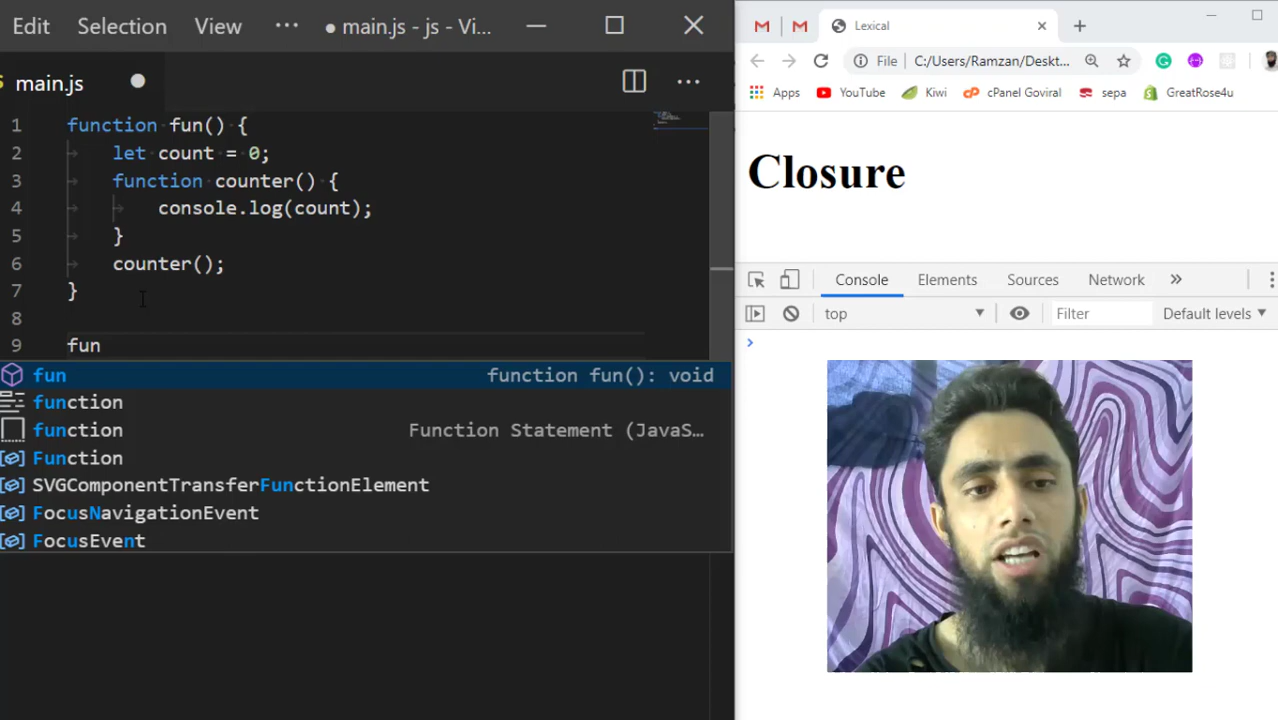 Edit Selection View ··· ● main.js - js - Vi...
main.js ● ···
1 function fun() {
2 let count = 0;
3 function counter() {
4 console.log(count);
5 }
6 counter();
7 }
8
9 fun
fun function fun(): void
function
function Function Statement (JavaS...
Function
SVGComponentTransferFunctionElement
FocusNavigationEvent
FocusEvent
Lexical
File C:/Users/Ramzan/Deskt...
Apps YouTube Kiwi cPanel Goviral sepa GreatRose4u
Closure
Console Elements Sources Network »
top Filter Default levels